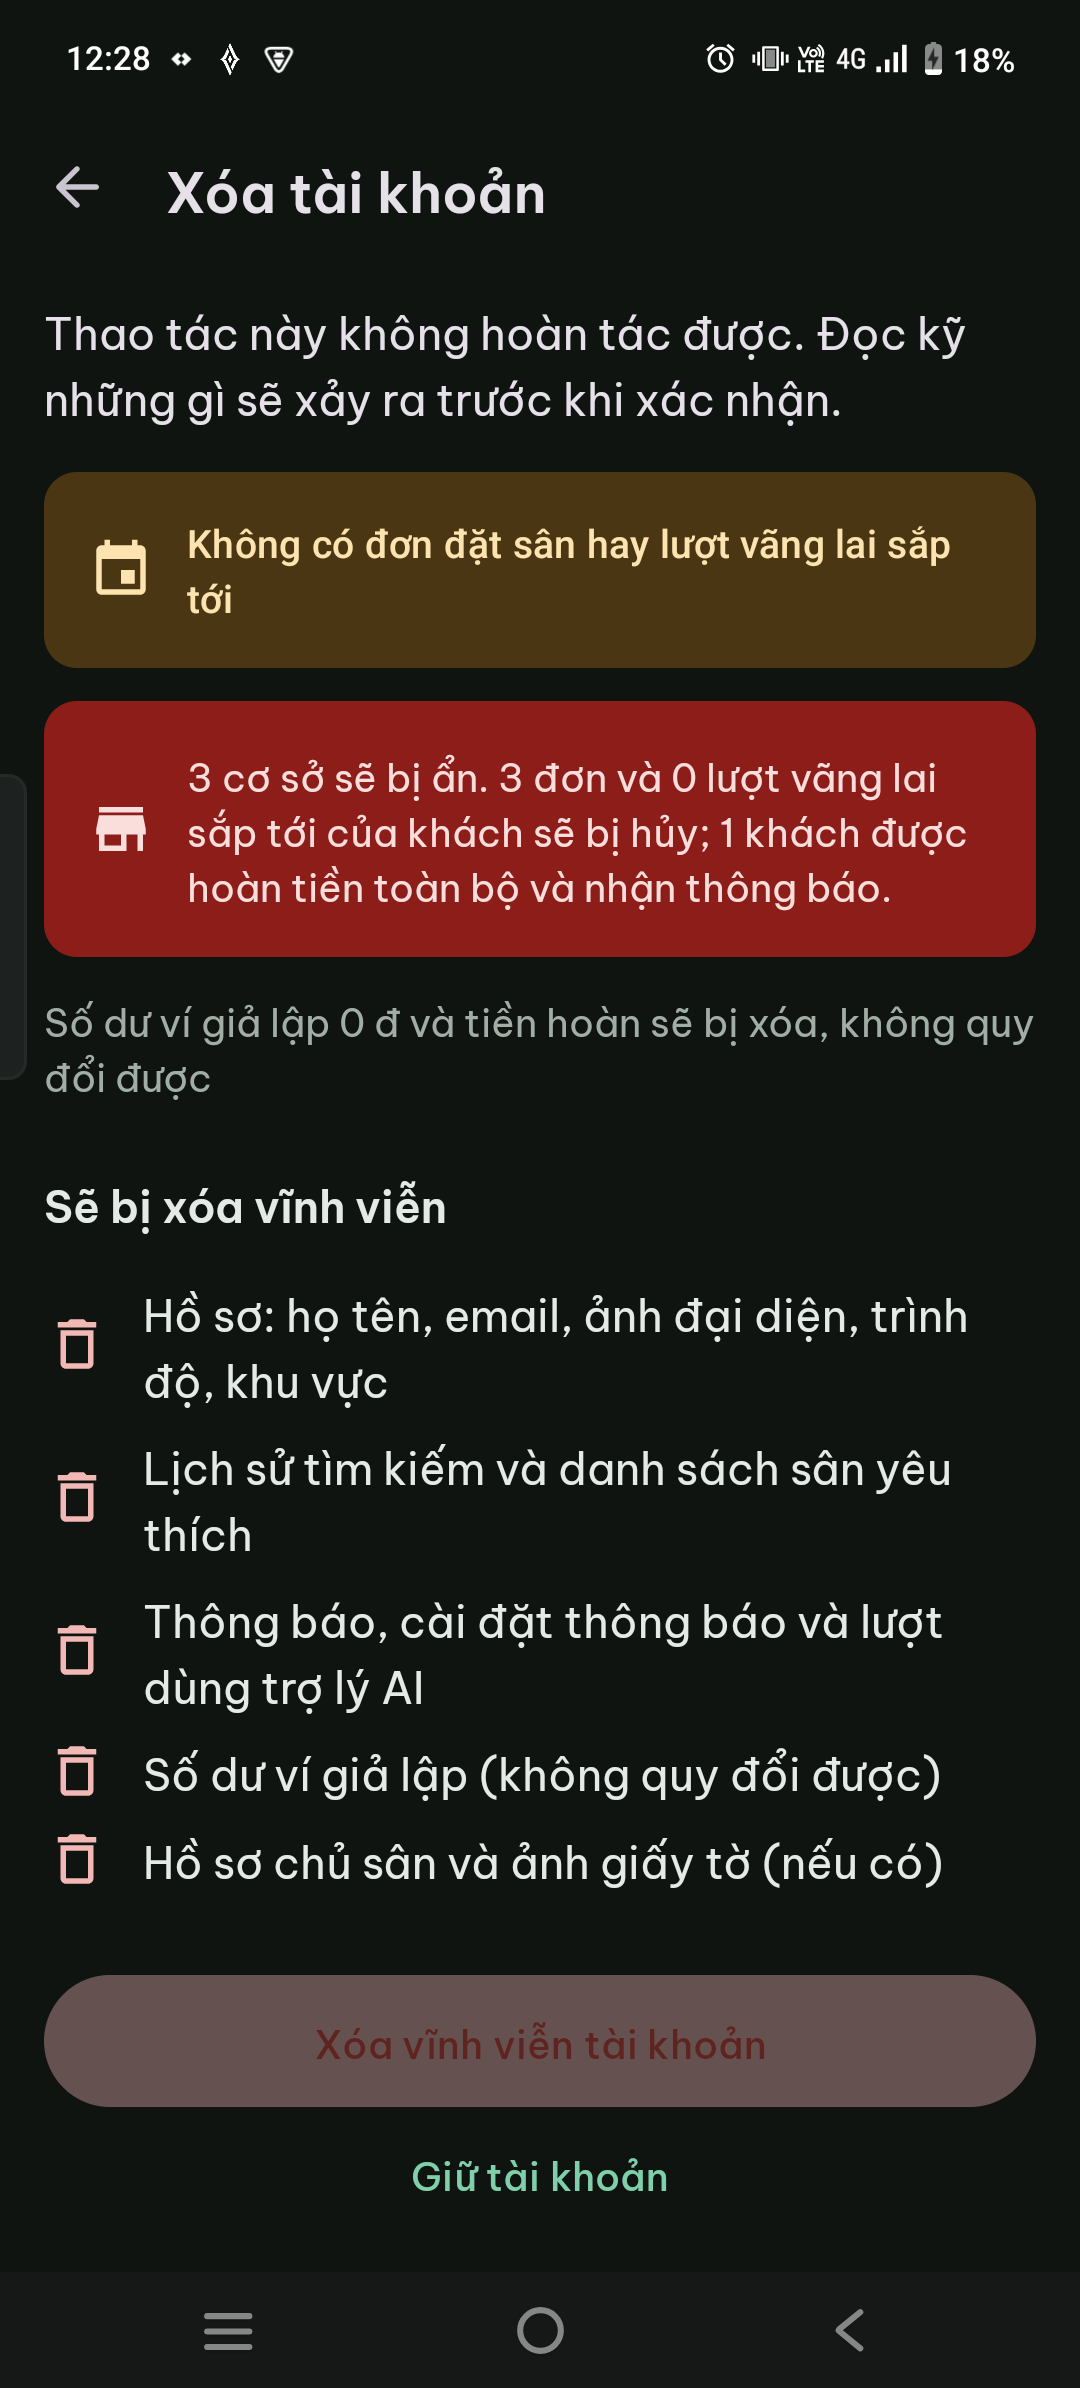 12:28
4G
18%
Xóa tài khoản
Thao tác này không hoàn tác được. Đọc kỹ
những gì sẽ xảy ra trước khi xác nhận.
Không có đơn đặt sân hay lượt vãng lai sắp
tới
3 cơ sở sẽ bị ẩn. 3 đơn và 0 lượt vãng lai
sắp tới của khách sẽ bị hủy; 1 khách được
hoàn tiền toàn bộ và nhận thông báo.
Số dư ví giả lập 0 đ và tiền hoàn sẽ bị xóa, không quy
đổi được
Sẽ bị xóa vĩnh viễn
Hồ sơ: họ tên, email, ảnh đại diện, trình
độ, khu vực
Lịch sử tìm kiếm và danh sách sân yêu
thích
Thông báo, cài đặt thông báo và lượt
dùng trợ lý AI
Số dư ví giả lập (không quy đổi được)
Hồ sơ chủ sân và ảnh giấy tờ (nếu có)
Xóa vĩnh viễn tài khoản
Giữ tài khoản